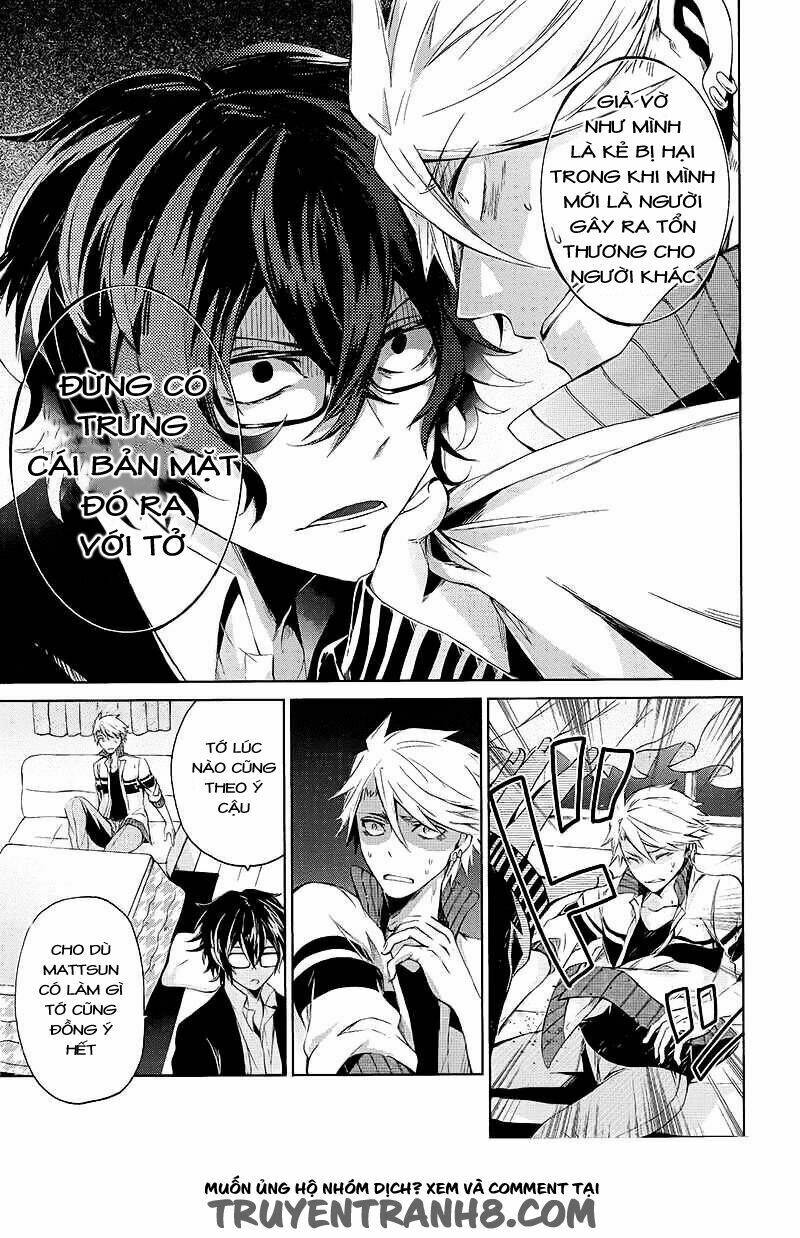 GIẢ VỜ
NHƯ MÌNH
LÀ KẺ BỊ HẠI
TRONG KHI MÌNH
MỚI LÀ NGƯỜI
GÂY RA TỔN
THƯƠNG CHO
NGƯỜI KHÁC
ĐỪNG CÓ
TRƯNG
CÁI BẢN MẶT
ĐÓ RA
VỚI TỚ
TỚ LÚC
NÀO CŨNG
THEO Ý
CẬU
CHO DÙ
MATTSUN
CÓ LÀM GÌ
TỚ CŨNG
ĐỒNG Ý
HẾT
MUỐN ỦNG HỘ NHÓM DỊCH? XEM VÀ COMMENT TẠI
TRUYENTRANH8.COM